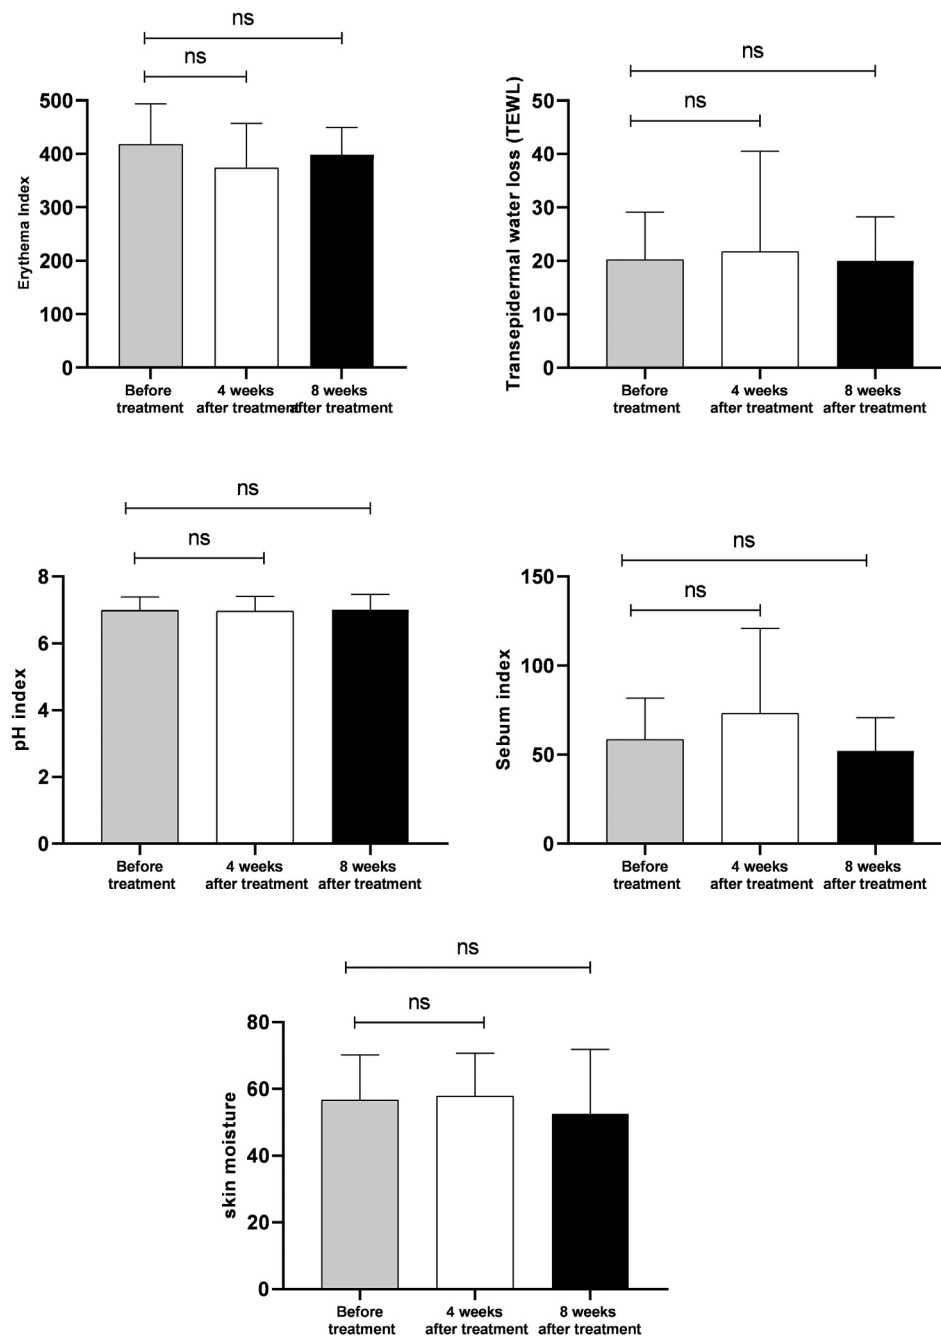 ns
ns
500
400
300
200
100
0
Erythema Index
Before
treatment
4 weeks
after treatment
8 weeks
after treatment
ns
ns
50
40
30
20
10
0
Transepidermal water loss (TEWL)
Before
treatment
4 weeks
after treatment
8 weeks
after treatment
ns
ns
8
6
4
2
0
pH index
Before
treatment
4 weeks
after treatment
8 weeks
after treatment
ns
ns
150
100
50
0
Sebum index
Before
treatment
4 weeks
after treatment
8 weeks
after treatment
ns
ns
80
60
40
20
0
skin moisture
Before
treatment
4 weeks
after treatment
8 weeks
after treatment